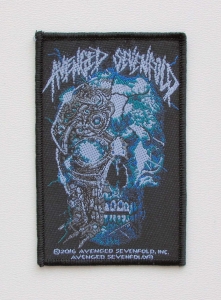 AVENGED SEVENFOLD
©2016 AVENGED SEVENFOLD, INC.
AVENGED SEVENFOLD®